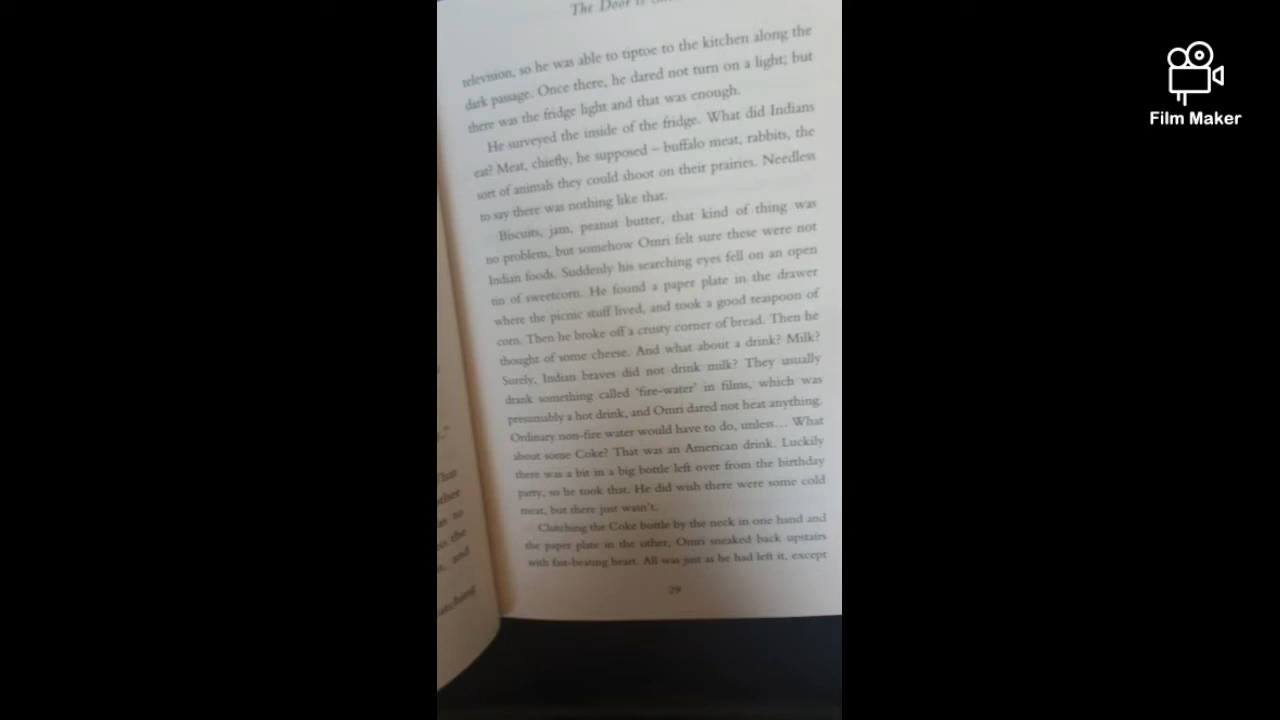 The Door is
television, so he was able to tiptoe to the kitchen along the
dark passage. Once there, he dared not turn on a light; but
there was the fridge light and that was enough.
He surveyed the inside of the fridge. What did Indians
eat? Meat, chiefly, he supposed – buffalo meat, rabbits, the
sort of animals they could shoot on their prairies. Needless
to say there was nothing like that.
Biscuits, jam, peanut butter, that kind of thing was
no problem, but somehow Omri felt sure these were not
Indian foods. Suddenly his searching eyes fell on an open
tin of sweetcorn. He found a paper plate in the drawer
where the picnic stuff lived, and took a good teaspoon of
corn. Then he broke off a crusty corner of bread. Then he
thought of some cheese. And what about a drink? Milk?
Surely, Indian braves did not drink milk? They usually
drank something called ‘fire-water’ in films, which was
presumably a hot drink, and Omri dared not heat anything.
Ordinary non-fire water would have to do, unless… What
about some Coke? That was an American drink. Luckily
there was a bit in a big bottle left over from the birthday
party, so he took that. He did wish there were some cold
meat, but there just wasn't.
Clutching the Coke bottle by the neck in one hand and
the paper plate in the other, Omri sneaked back upstairs
with fast-beating heart. All was just as he had left it, except
29
Film Maker